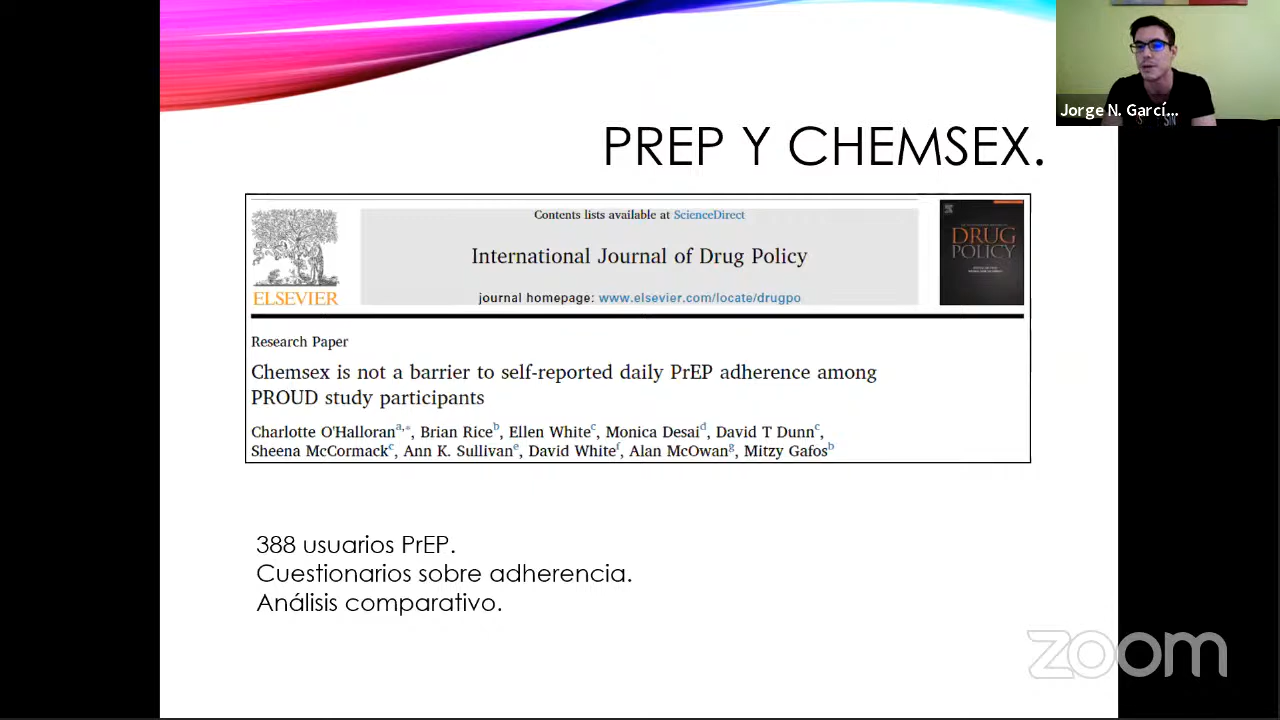 Jorge N. Garcí...
PREP Y CHEMSEX.
Contents lists available at ScienceDirect
International Journal of Drug Policy
journal homepage: www.elsevier.com/locate/drugpo
ELSEVIER
DRUG
POLICY
Research Paper
Chemsex is not a barrier to self-reported daily PrEP adherence among
PROUD study participants
Charlotte O'Halloran a,*, Brian Rice b, Ellen White c, Monica Desai d, David T Dunn c,
Sheena McCormack c, Ann K. Sullivan e, David White f, Alan McOwan g, Mitzy Gafos b
388 usuarios PrEP.
Cuestionarios sobre adherencia.
Análisis comparativo.
zoom